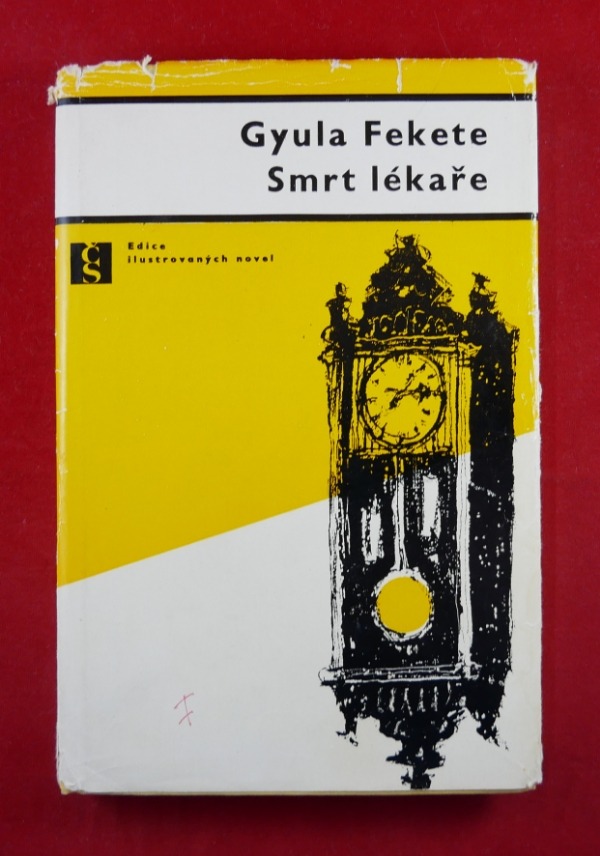 Gyula Fekete
Smrt lékaře
ČS
Edice
ilustrovaných novel